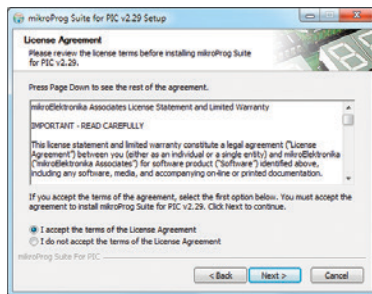 mikroProg Suite for PIC v2.29 Setup
License Agreement
Please review the license terms before installing mikroProg Suite
for PIC v2.29.
Press Page Down to see the rest of the agreement.
mikroElektronika Associates License Statement and Limited Warranty
IMPORTANT - READ CAREFULLY
This license statement and limited warranty constitute a legal agreement ("License
Agreement") between you (either as an individual or a single entity) and mikroElektronika
("mikroElektronika Associates") for software product ("Software") identified above,
including any software, media, and accompanying on-line or printed documentation.
If you accept the terms of the agreement, select the first option below. You must accept the
agreement to install mikroProg Suite for PIC v2.29. Click Next to continue.
I accept the terms of the License Agreement
I do not accept the terms of the License Agreement
mikroProg Suite For PIC
< Back Next > Cancel